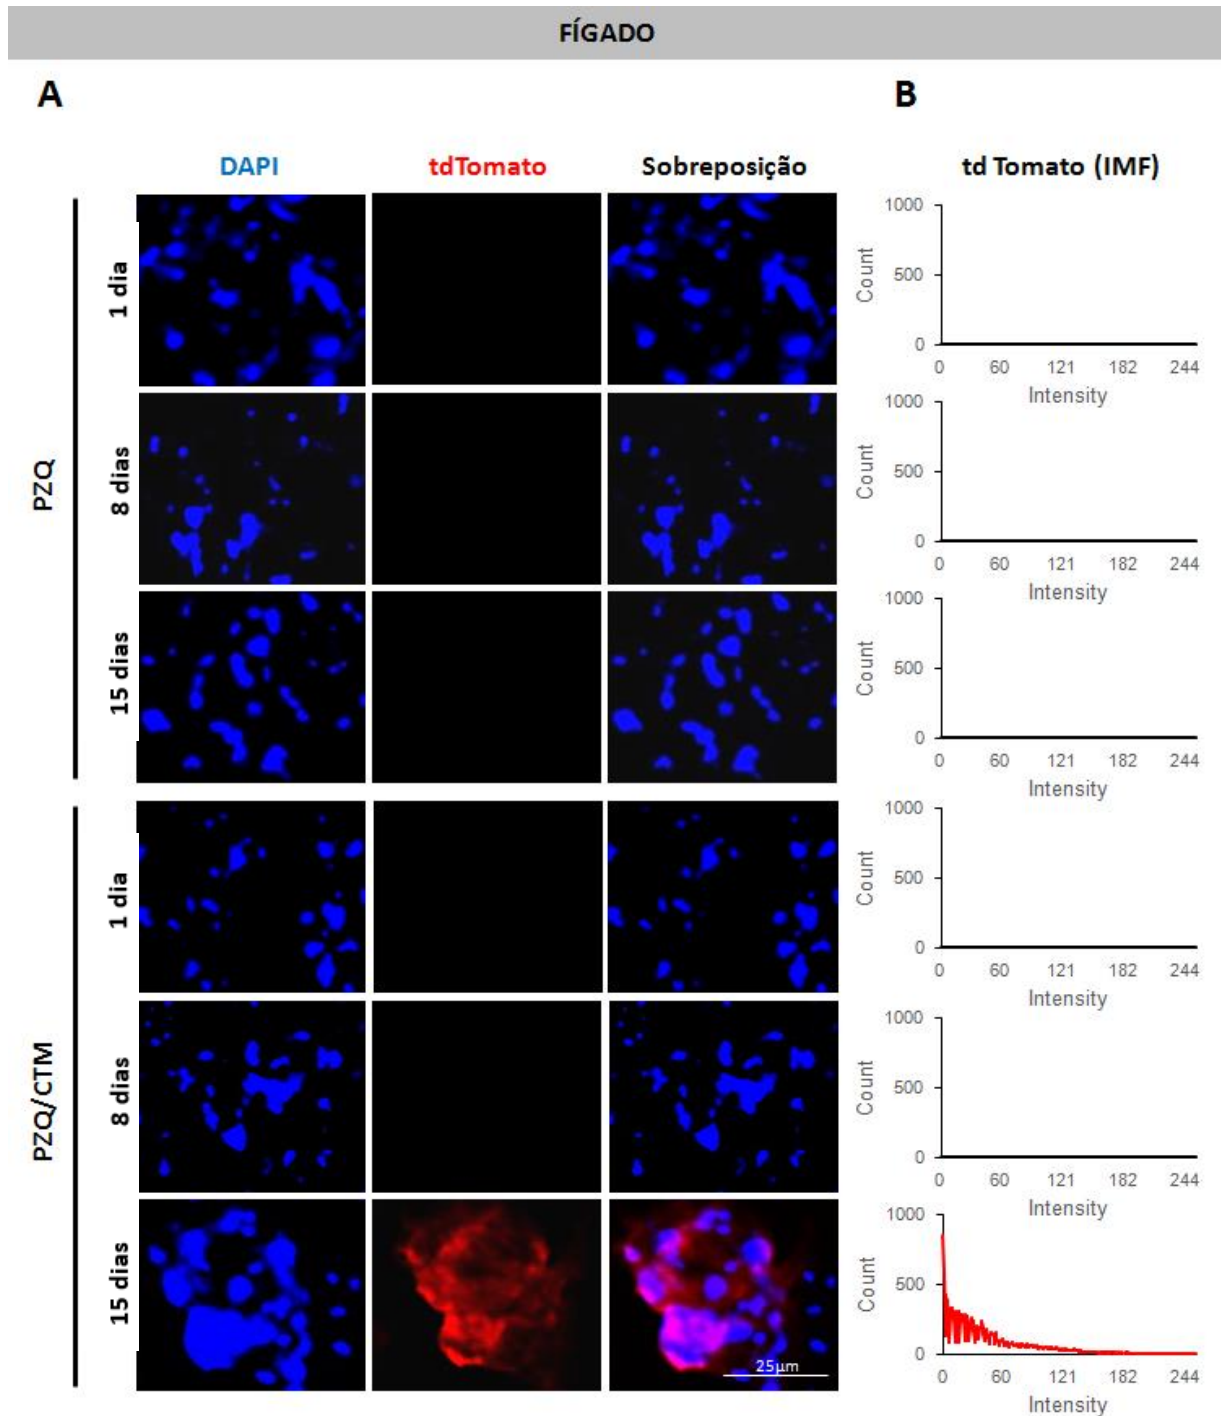 FÍGADO
A
B
DAPI
tdTomato
Sobreposição
td Tomato (IMF)
PZQ
1 dia
1000
500
0
Count
0 60 121 182 244
Intensity
8 dias
1000
500
0
Count
0 60 121 182 244
Intensity
15 dias
1000
500
0
Count
0 60 121 182 244
Intensity
PZQ/CTM
1 dia
1000
500
0
Count
0 60 121 182 244
Intensity
8 dias
1000
500
0
Count
0 60 121 182 244
Intensity
15 dias
25µm
1000
500
0
Count
0 60 121 182 244
Intensity